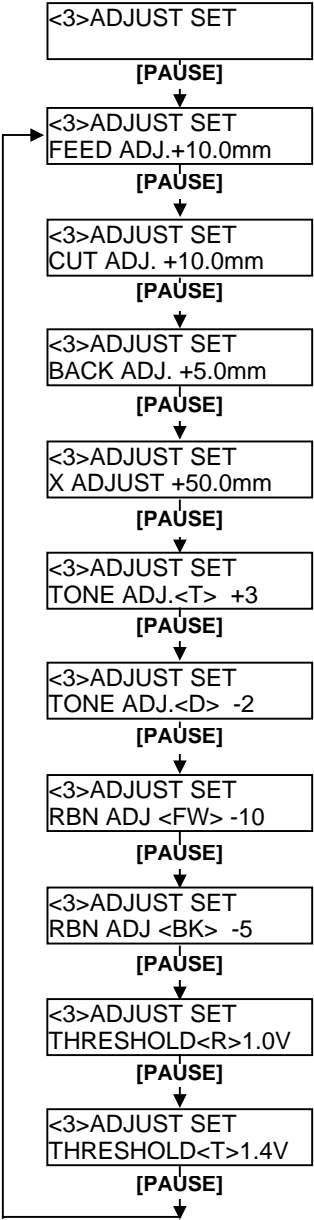 <3>ADJUST SET
[PAUSE]
<3>ADJUST SET
FEED ADJ.+10.0mm
[PAUSE]
<3>ADJUST SET
CUT ADJ. +10.0mm
[PAUSE]
<3>ADJUST SET
BACK ADJ. +5.0mm
[PAUSE]
<3>ADJUST SET
X ADJUST +50.0mm
[PAUSE]
<3>ADJUST SET
TONE ADJ.<T> +3
[PAUSE]
<3>ADJUST SET
TONE ADJ.<D> -2
[PAUSE]
<3>ADJUST SET
RBN ADJ <FW> -10
[PAUSE]
<3>ADJUST SET
RBN ADJ <BK> -5
[PAUSE]
<3>ADJUST SET
THRESHOLD<R>1.0V
[PAUSE]
<3>ADJUST SET
THRESHOLD<T>1.4V
[PAUSE]